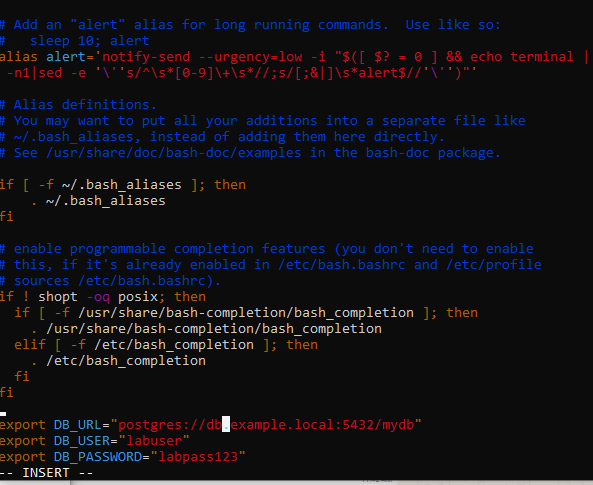 # Add an "alert" alias for long running commands.  Use like so:
#   sleep 10; alert
alias alert='notify-send --urgency=low -i "$([ $? = 0 ] && echo terminal |
-n1|sed -e '\''s/^\s*[0-9]\+\s*//;s/[;&|]\s*alert$//'\'')"'
# Alias definitions.
# You may want to put all your additions into a separate file like
# ~/.bash_aliases, instead of adding them here directly.
# See /usr/share/doc/bash-doc/examples in the bash-doc package.
if [ -f ~/.bash_aliases ]; then
    . ~/.bash_aliases
fi
# enable programmable completion features (you don't need to enable
# this, if it's already enabled in /etc/bash.bashrc and /etc/profile
# sources /etc/bash.bashrc).
if ! shopt -oq posix; then
  if [ -f /usr/share/bash-completion/bash_completion ]; then
    . /usr/share/bash-completion/bash_completion
  elif [ -f /etc/bash_completion ]; then
    . /etc/bash_completion
  fi
fi
export DB_URL="postgres://db.example.local:5432/mydb"
export DB_USER="labuser"
export DB_PASSWORD="labpass123"
-- INSERT --